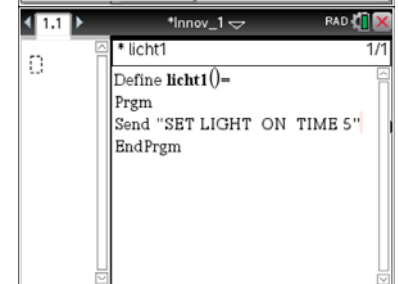 1.1 *Innov_1 RAD
* licht1 1/1
Define licht1()=
Prgm
Send "SET LIGHT ON TIME 5"
EndPrgm